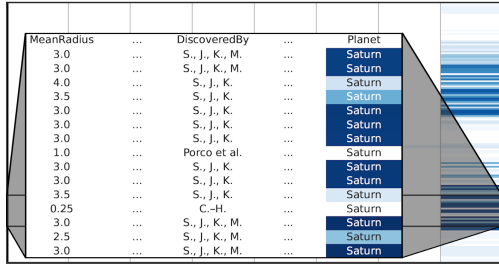 MeanRadius ... DiscoveredBy ... Planet
3.0 ... S., J., K., M. ... Saturn
3.0 ... S., J., K., M. ... Saturn
4.0 ... S., J., K. ... Saturn
3.5 ... S., J., K. ... Saturn
3.0 ... S., J., K. ... Saturn
3.0 ... S., J., K. ... Saturn
3.0 ... S., J., K. ... Saturn
1.0 ... Porco et al. ... Saturn
3.0 ... S., J., K. ... Saturn
3.0 ... S., J., K. ... Saturn
3.5 ... S., J., K. ... Saturn
0.25 ... C.–H. ... Saturn
3.0 ... S., J., K., M. ... Saturn
2.5 ... S., J., K., M. ... Saturn
3.0 ... S., J., K., M. ... Saturn